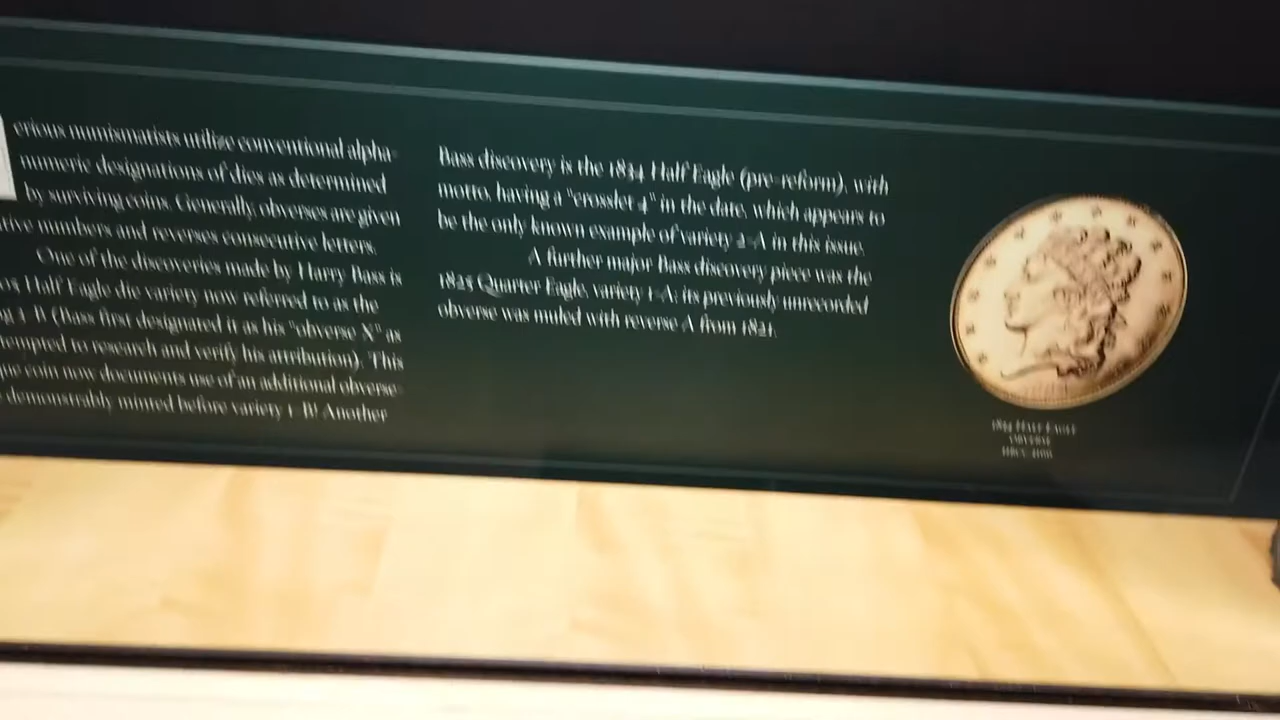 erious numismatists utilize conventional alpha-
numeric designations of dies as determined
by surviving coins. Generally, obverses are given
tive numbers and reverses consecutive letters.
One of the discoveries made by Harry Bass is
Half Eagle die variety now referred to as the
(Bass first designated it as his "obverse X" as
tempted to research and verify his attribution). This
que coin now documents use of an additional obverse
demonstrably minted before variety 1-B! Another
Bass discovery is the 1834 Half Eagle (pre-reform), with
motto, having a "crosslet 4" in the date, which appears to
be the only known example of variety 2-A in this issue.
A further major Bass discovery piece was the
1825 Quarter Eagle, variety 1-A; its previously unrecorded
obverse was muled with reverse A from 1821.
1834 HALF EAGLE
OBVERSE
HBCC